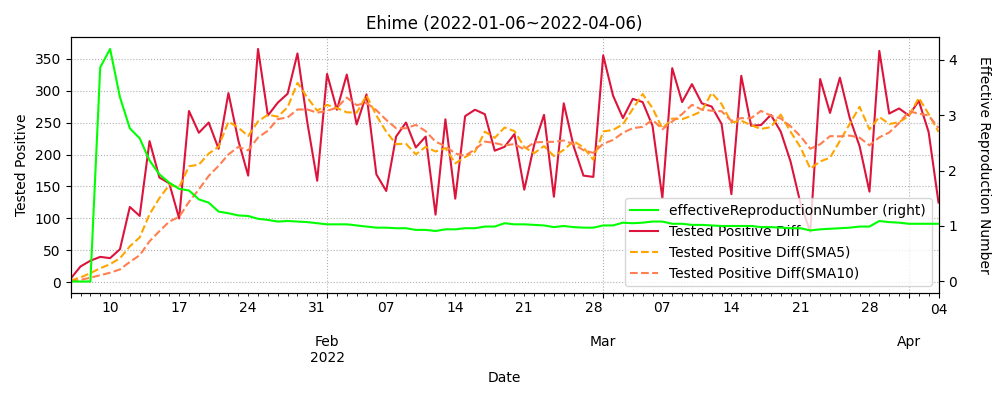 Ehime (2022-01-06~2022-04-06)
Tested Positive
350
300
250
200
150
100
50
0
4
3
2
1
0
Effective Reproduction Number
effectiveReproductionNumber (right)
Tested Positive Diff
Tested Positive Diff(SMA5)
Tested Positive Diff(SMA10)
10 17 24 31 07 14 21 28 07 14 21 28 04
Feb Mar Apr
2022
Date